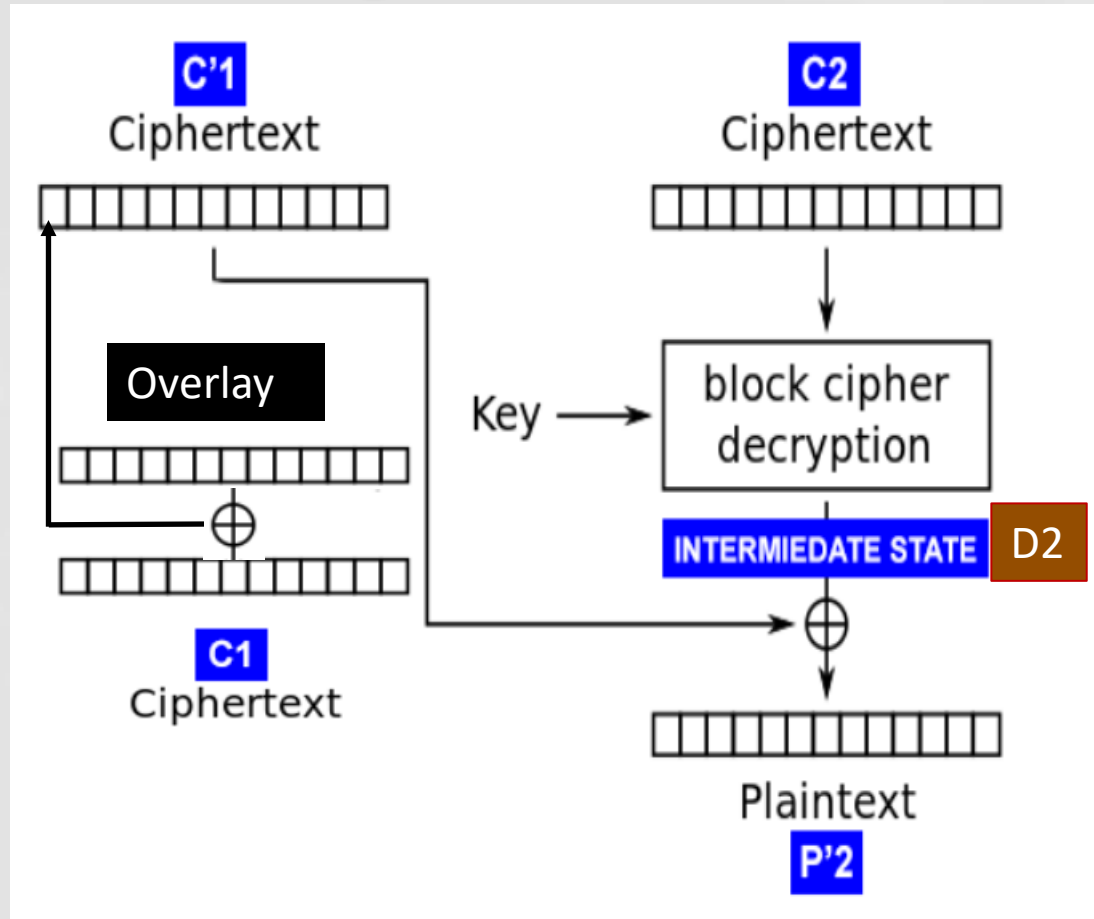 C'1
Ciphertext
C2
Ciphertext
Overlay
Key
block cipher
decryption
INTERMIEDATE STATE
D2
C1
Ciphertext
Plaintext
P'2